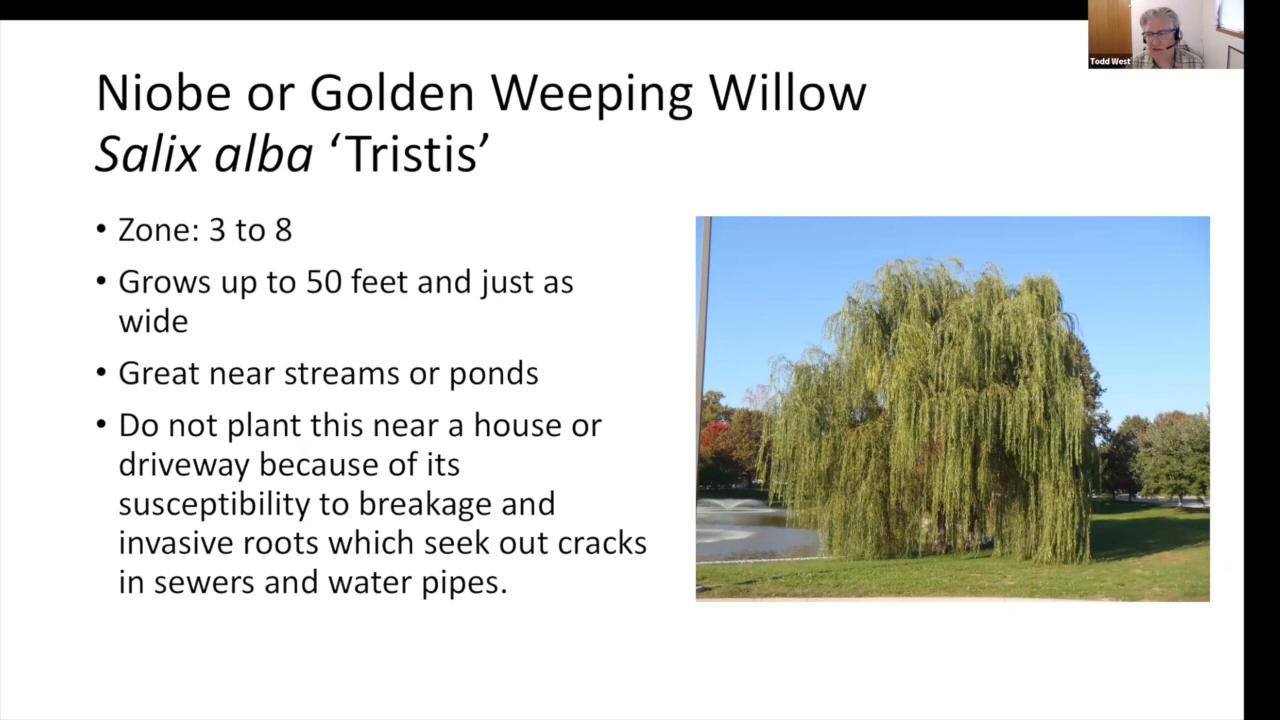 Todd West
Niobe or Golden Weeping Willow
Salix alba ‘Tristis’
• Zone: 3 to 8
• Grows up to 50 feet and just as
wide
• Great near streams or ponds
• Do not plant this near a house or
driveway because of its
susceptibility to breakage and
invasive roots which seek out cracks
in sewers and water pipes.